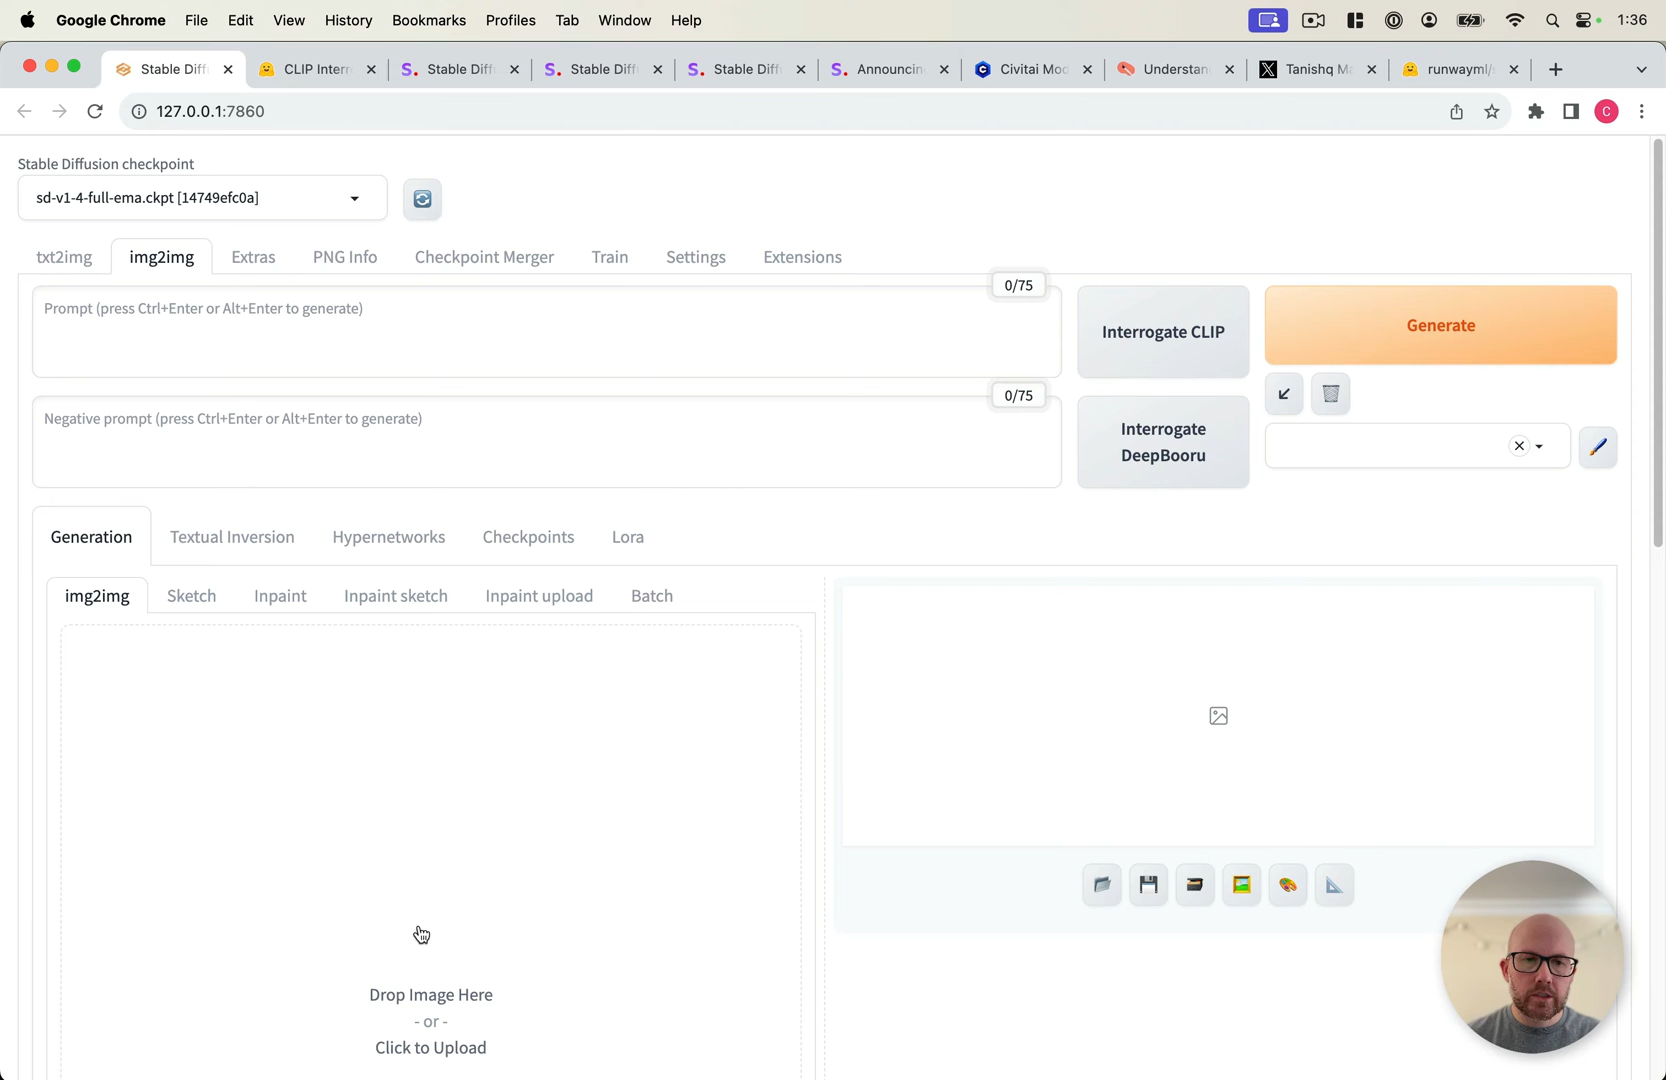 Google Chrome File Edit View History Bookmarks Profiles Tab Window Help 1:36
Stable Diff CLIP Interr S. Stable Diff S. Stable Diff S. Stable Diff S. Announcin Civitai Mod Understan Tanishq Ma runwayml/
127.0.0.1:7860 C
Stable Diffusion checkpoint
sd-v1-4-full-ema.ckpt [14749efc0a]
txt2img img2img Extras PNG Info Checkpoint Merger Train Settings Extensions
0/75
Prompt (press Ctrl+Enter or Alt+Enter to generate)
Interrogate CLIP
Generate
0/75
Negative prompt (press Ctrl+Enter or Alt+Enter to generate)
Interrogate
DeepBooru
Generation Textual Inversion Hypernetworks Checkpoints Lora
img2img Sketch Inpaint Inpaint sketch Inpaint upload Batch
Drop Image Here
- or -
Click to Upload